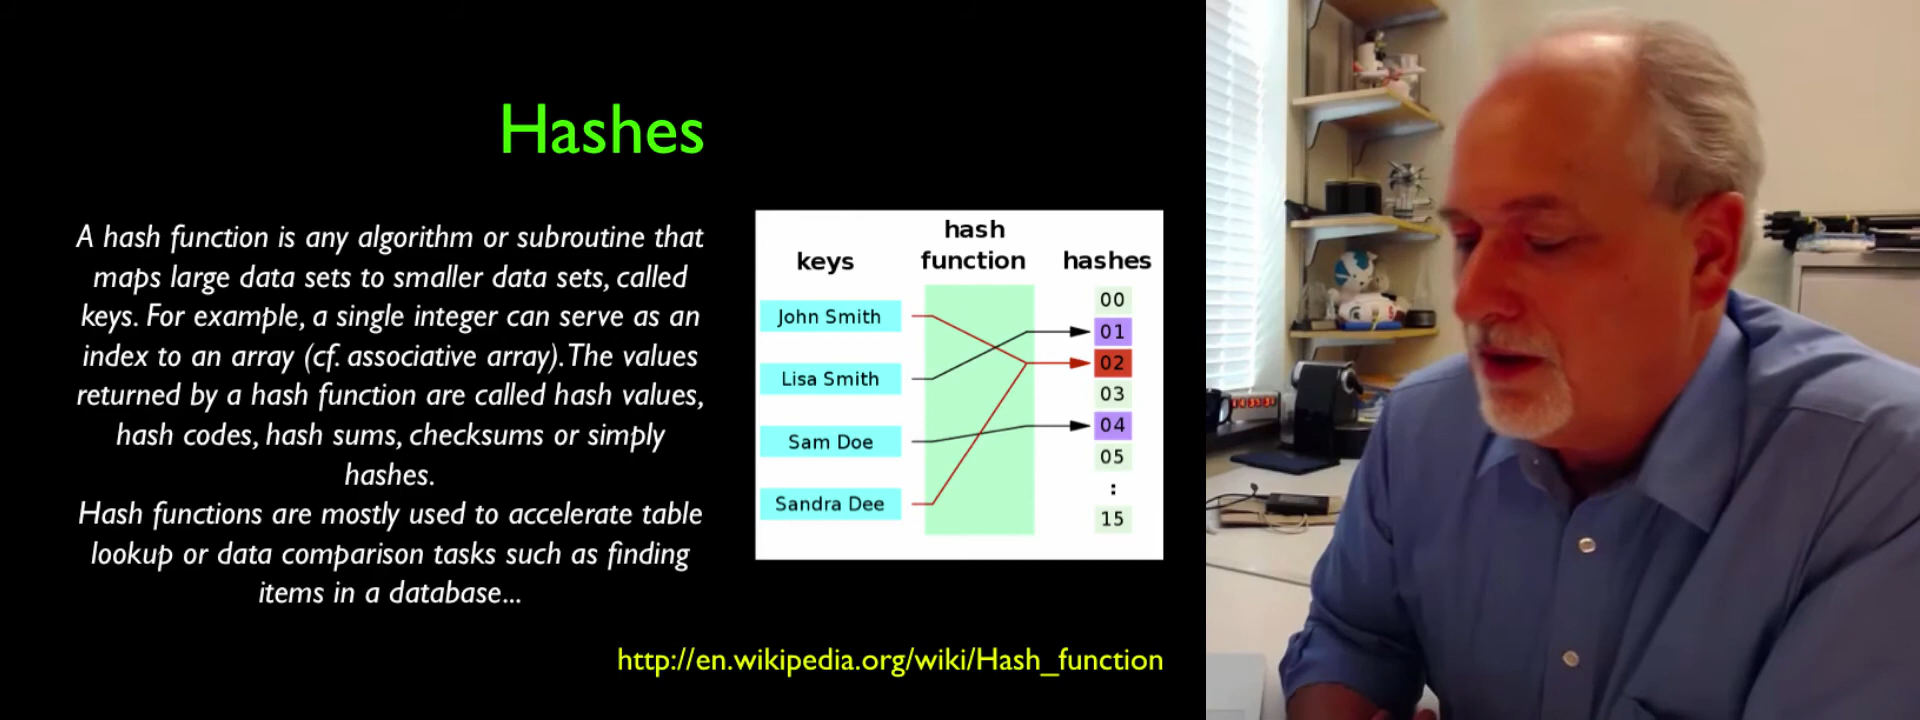 Hashes
A hash function is any algorithm or subroutine that
maps large data sets to smaller data sets, called
keys. For example, a single integer can serve as an
index to an array (cf. associative array). The values
returned by a hash function are called hash values,
hash codes, hash sums, checksums or simply
hashes.
Hash functions are mostly used to accelerate table
lookup or data comparison tasks such as finding
items in a database...
hash
function
keys
hashes
John Smith
Lisa Smith
Sam Doe
Sandra Dee
00
01
02
03
04
05
:
15
http://en.wikipedia.org/wiki/Hash_function